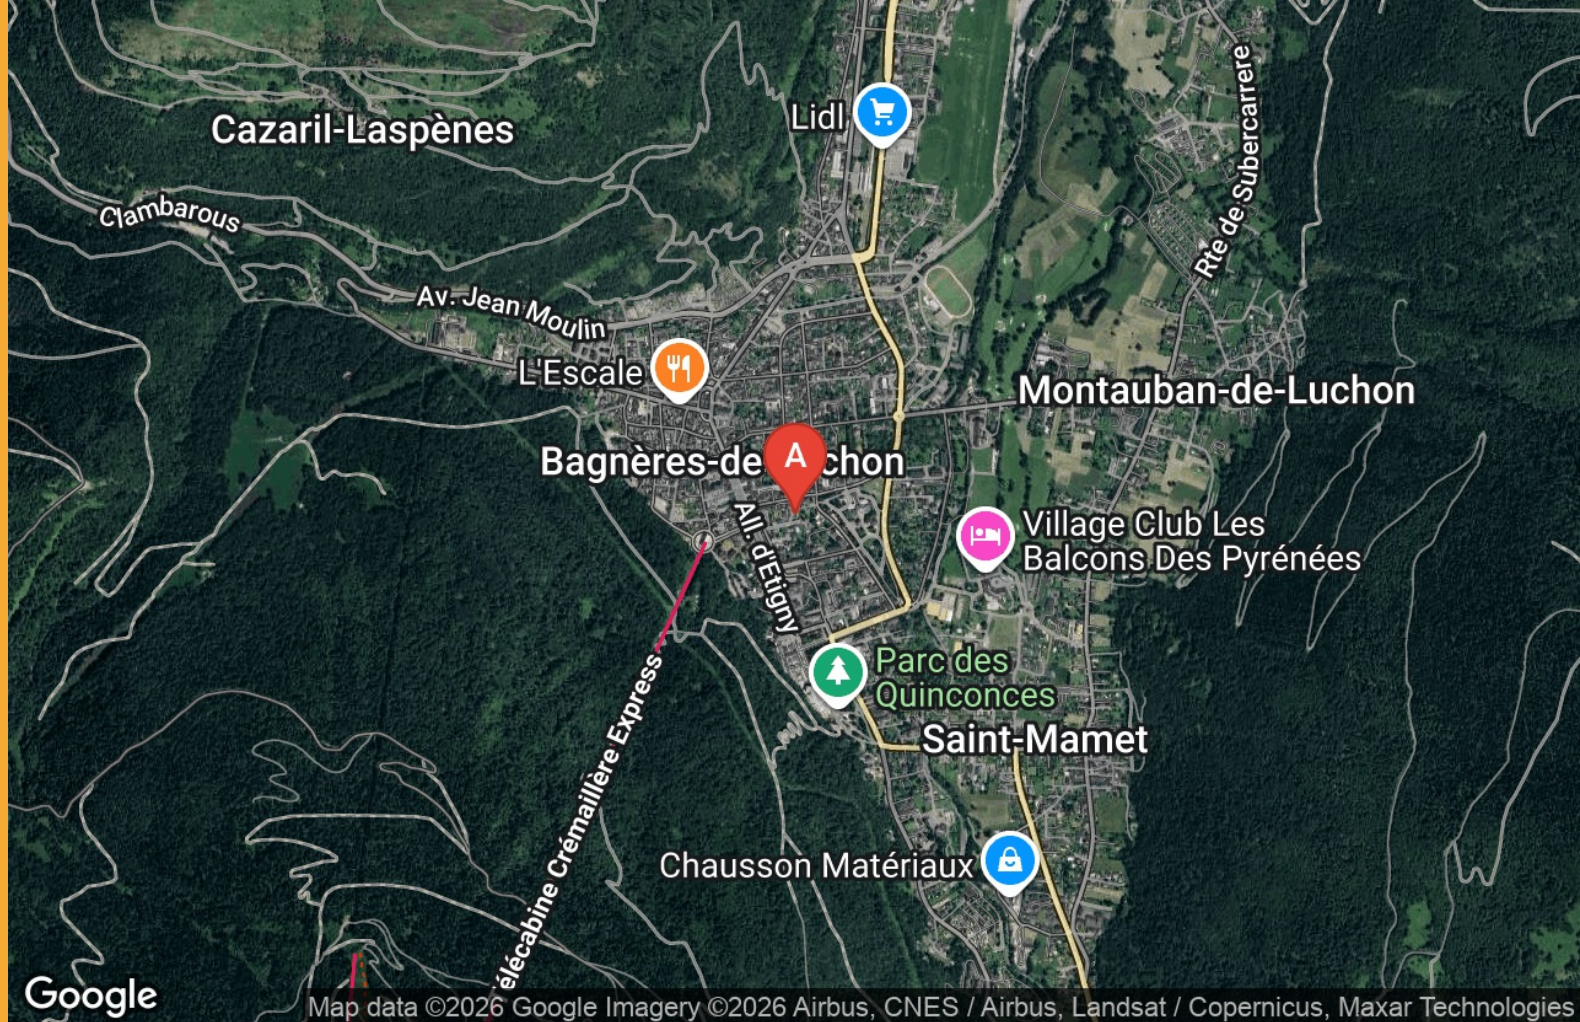 Lidl
Cazaril-Laspènes
Rte de Subercarrere
Clambarous
Av. Jean Moulin
L'Escale
Montauban-de-Luchon
A
Bagnères-de
chon
All. d'Etigny
Village Club Les
Balcons Des Pyrénées
Parc des
Quinconces
Saint-Mamet
élécabine Crémaillère Express
Chausson Matériaux
Google
Map data ©2026 Google Imagery ©2026 Airbus, CNES / Airbus, Landsat / Copernicus, Maxar Technologies